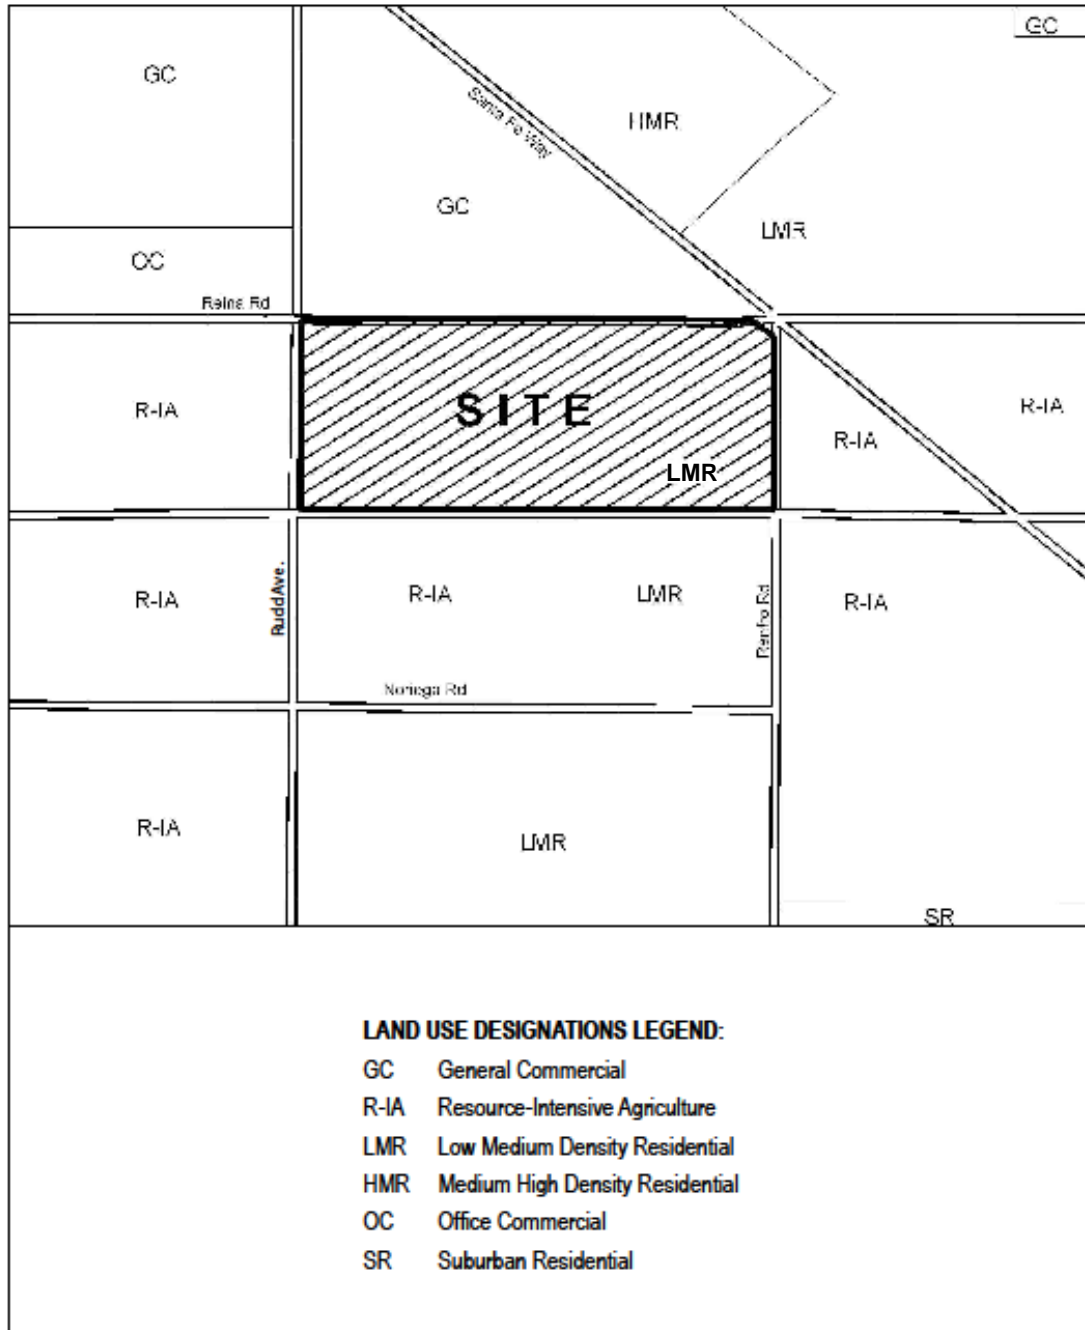 GC
GC
Santa Fe Way
HMR
GC
LMR
OC
Reina Rd
R-IA
SITE
R-IA
R-IA
LMR
R-IA
Rudd Ave.
R-IA
LMR
Renfro Rd
R-IA
Noriega Rd
R-IA
LMR
SR
LAND USE DESIGNATIONS LEGEND:
GC General Commercial
R-IA Resource-Intensive Agriculture
LMR Low Medium Density Residential
HMR Medium High Density Residential
OC Office Commercial
SR Suburban Residential